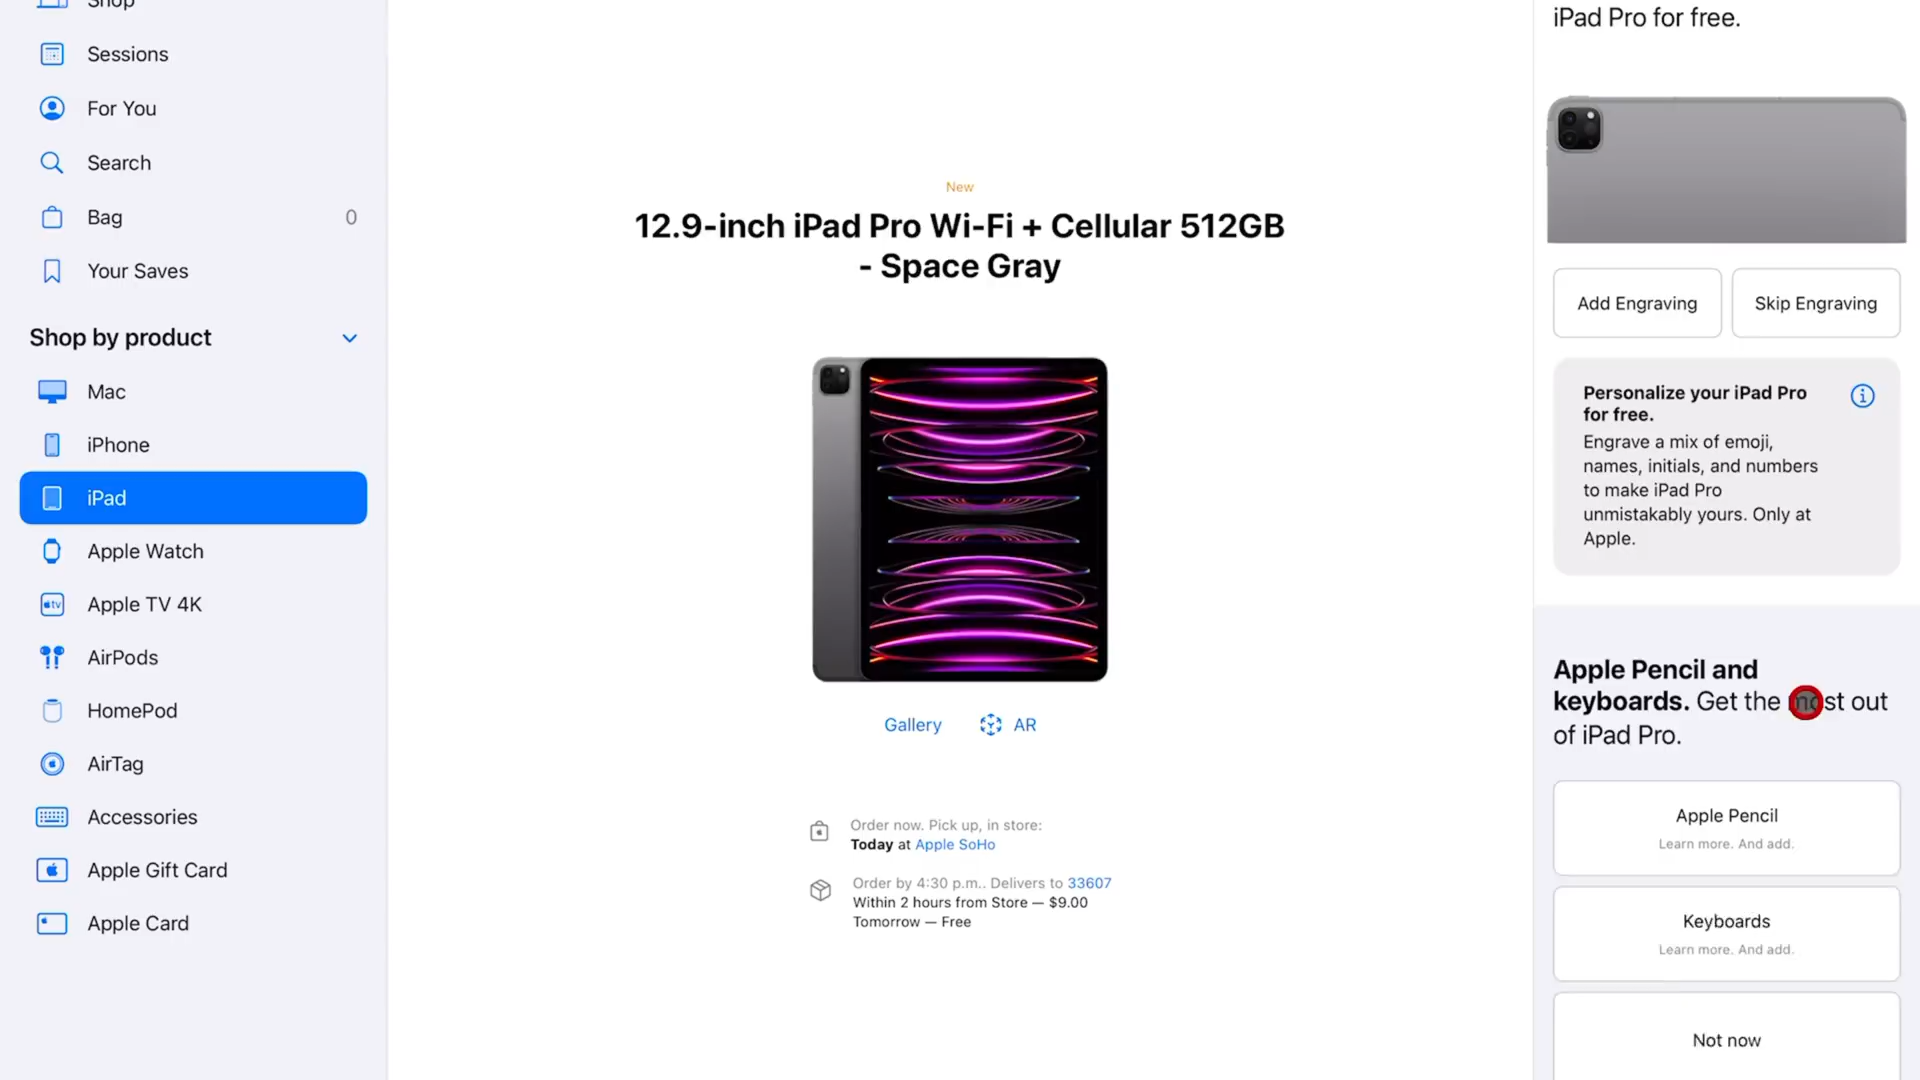 Shop
Sessions
For You
Search
Bag 0
Your Saves
Shop by product
Mac
iPhone
iPad
Apple Watch
Apple TV 4K
AirPods
HomePod
AirTag
Accessories
Apple Gift Card
Apple Card
New
12.9-inch iPad Pro Wi-Fi + Cellular 512GB
- Space Gray
Gallery
AR
Order now. Pick up, in store:
Today at Apple SoHo
Order by 4:30 p.m.. Delivers to 33607
Within 2 hours from Store — $9.00
Tomorrow — Free
iPad Pro for free.
Add Engraving
Skip Engraving
Personalize your iPad Pro
for free.
Engrave a mix of emoji,
names, initials, and numbers
to make iPad Pro
unmistakably yours. Only at
Apple.
Apple Pencil and
keyboards. Get the most out
of iPad Pro.
Apple Pencil
Learn more. And add.
Keyboards
Learn more. And add.
Not now